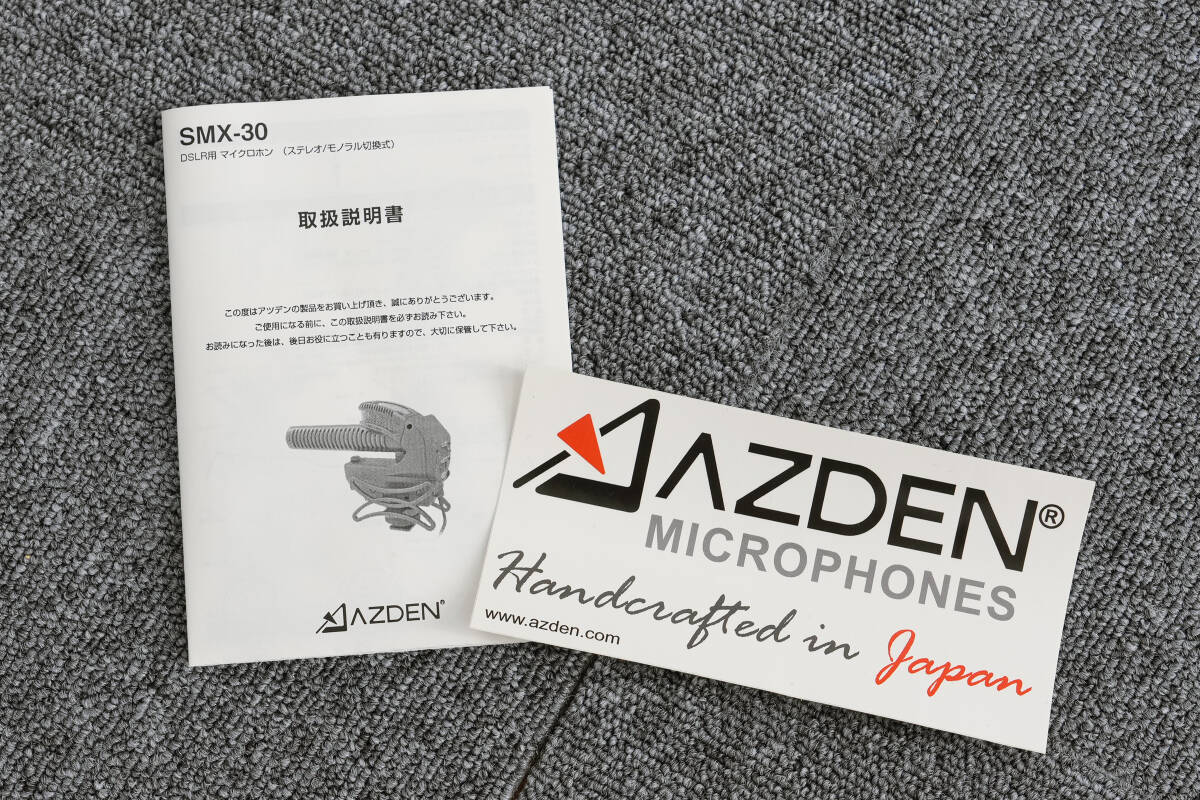 SMX-30
DSLR用 マイクロホン （ステレオ/モノラル切換式）
取扱説明書
この度はアツデンの製品をお買い上げ頂き、誠にありがとうございます。
ご使用になる前に、この取扱説明書を必ずお読み下さい。
お読みになった後は、後日お役に立つことも有りますので、大切に保管して下さい。
AZDEN®
AZDEN®
MICROPHONES
Handcrafted in Japan
www.azden.com